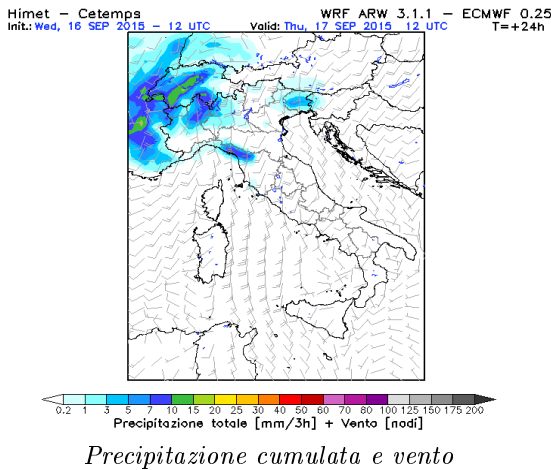 Himet - Cetemps WRF ARW 3.1.1 - ECMWF 0.25
Init.: Wed, 16 SEP 2015 - 12 UTC Valid: Thu, 17 SEP 2015 12 UTC T=+24h
0.2 1 3 5 7 10 15 20 25 30 40 50 60 70 80 100 125 150 175 200
Precipitazione totale [mm/3h] + Vento [nodi]
Precipitazione cumulata e vento